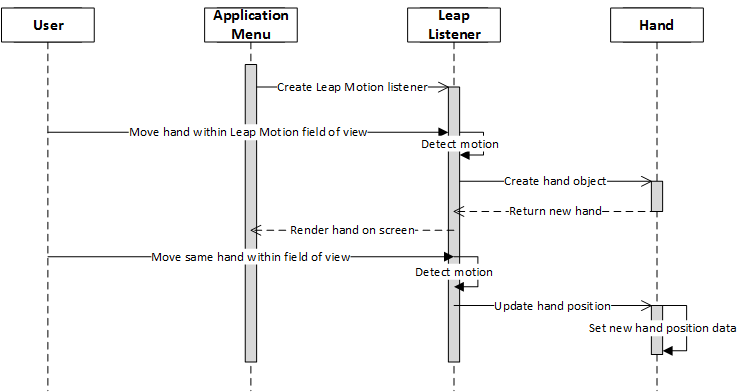 User
Application
Menu
Leap
Listener
Hand
Create Leap Motion listener
Move hand within Leap Motion field of view
Detect motion
Create hand object
Return new hand
Render hand on screen
Move same hand within field of view
Detect motion
Update hand position
Set new hand position data